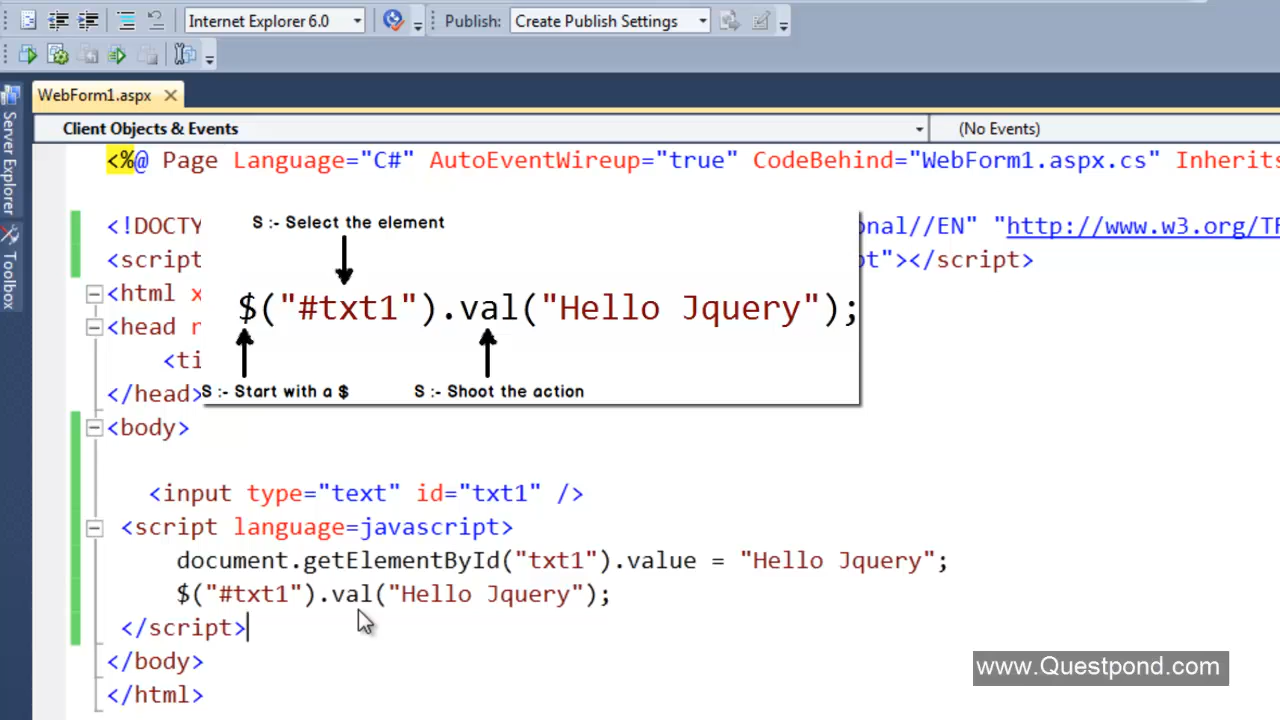 Internet Explorer 6.0
Publish: Create Publish Settings
WebForm1.aspx
Server Explorer
Toolbox
Client Objects & Events
(No Events)
<%@ Page Language="C#" AutoEventWireup="true" CodeBehind="WebForm1.aspx.cs" Inherits
<!DOCTY
onal//EN" "http://www.w3.org/TR
<script
pt"></script>
<html x
<head r
<ti
</head>
S :- Select the element
$("#txt1").val("Hello Jquery");
S :- Start with a $
S :- Shoot the action
<body>
<input type="text" id="txt1" />
<script language=javascript>
document.getElementById("txt1").value = "Hello Jquery";
$("#txt1").val("Hello Jquery");
</script>
</body>
</html>
www.Questpond.com